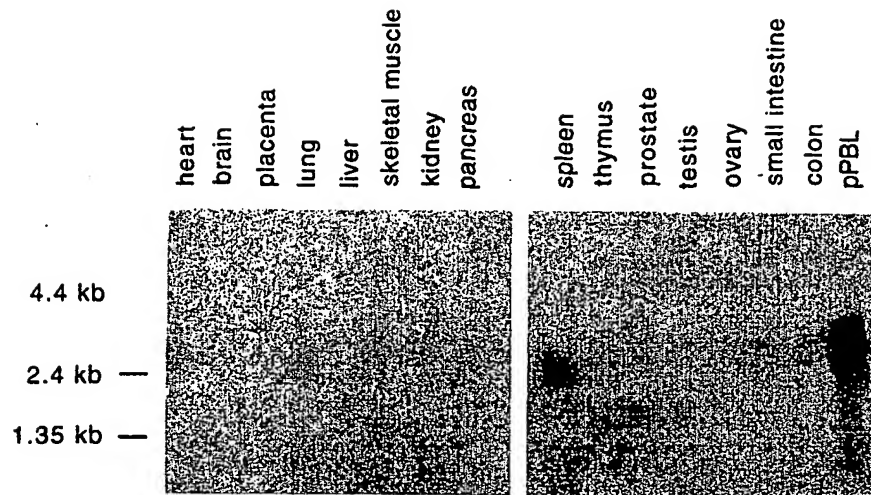 heart
brain
placenta
lung
liver
skeletal muscle
kidney
pancreas
spleen
thymus
prostate
testis
ovary
small intestine
colon
pPBL
4.4 kb
2.4 kb
1.35 kb